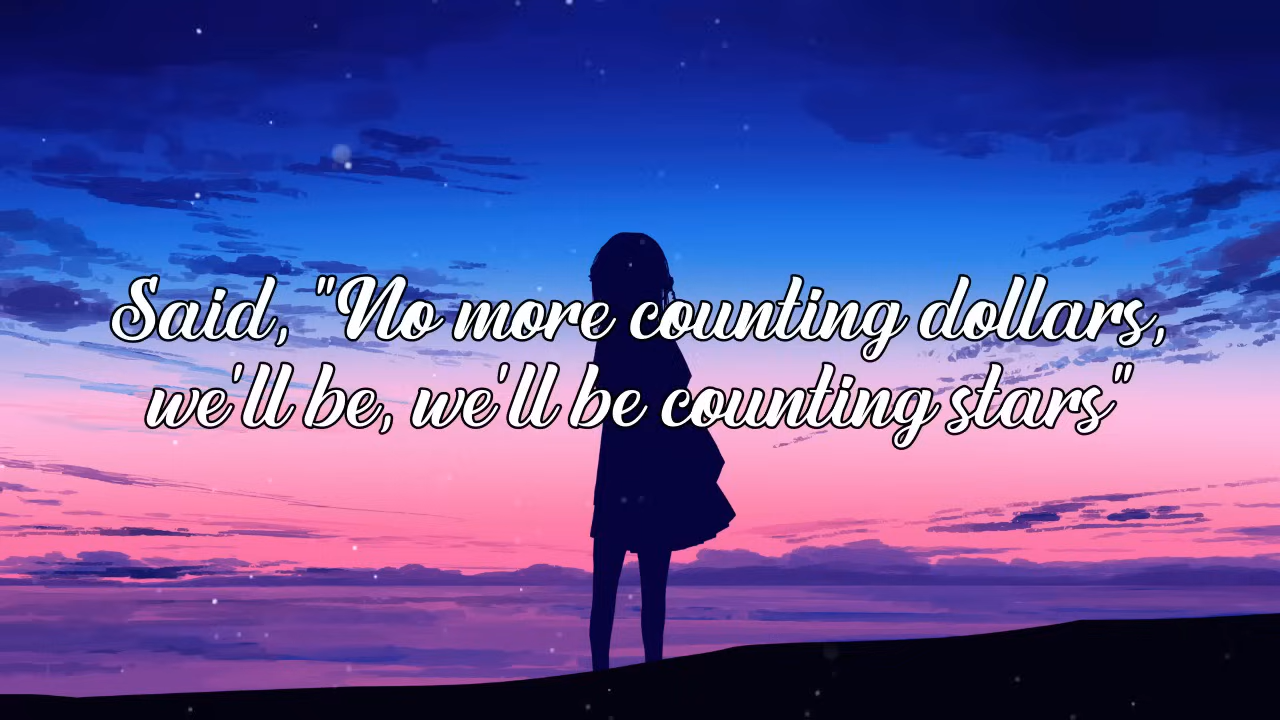 Said, "No more counting dollars,
we'll be, we'll be counting stars"